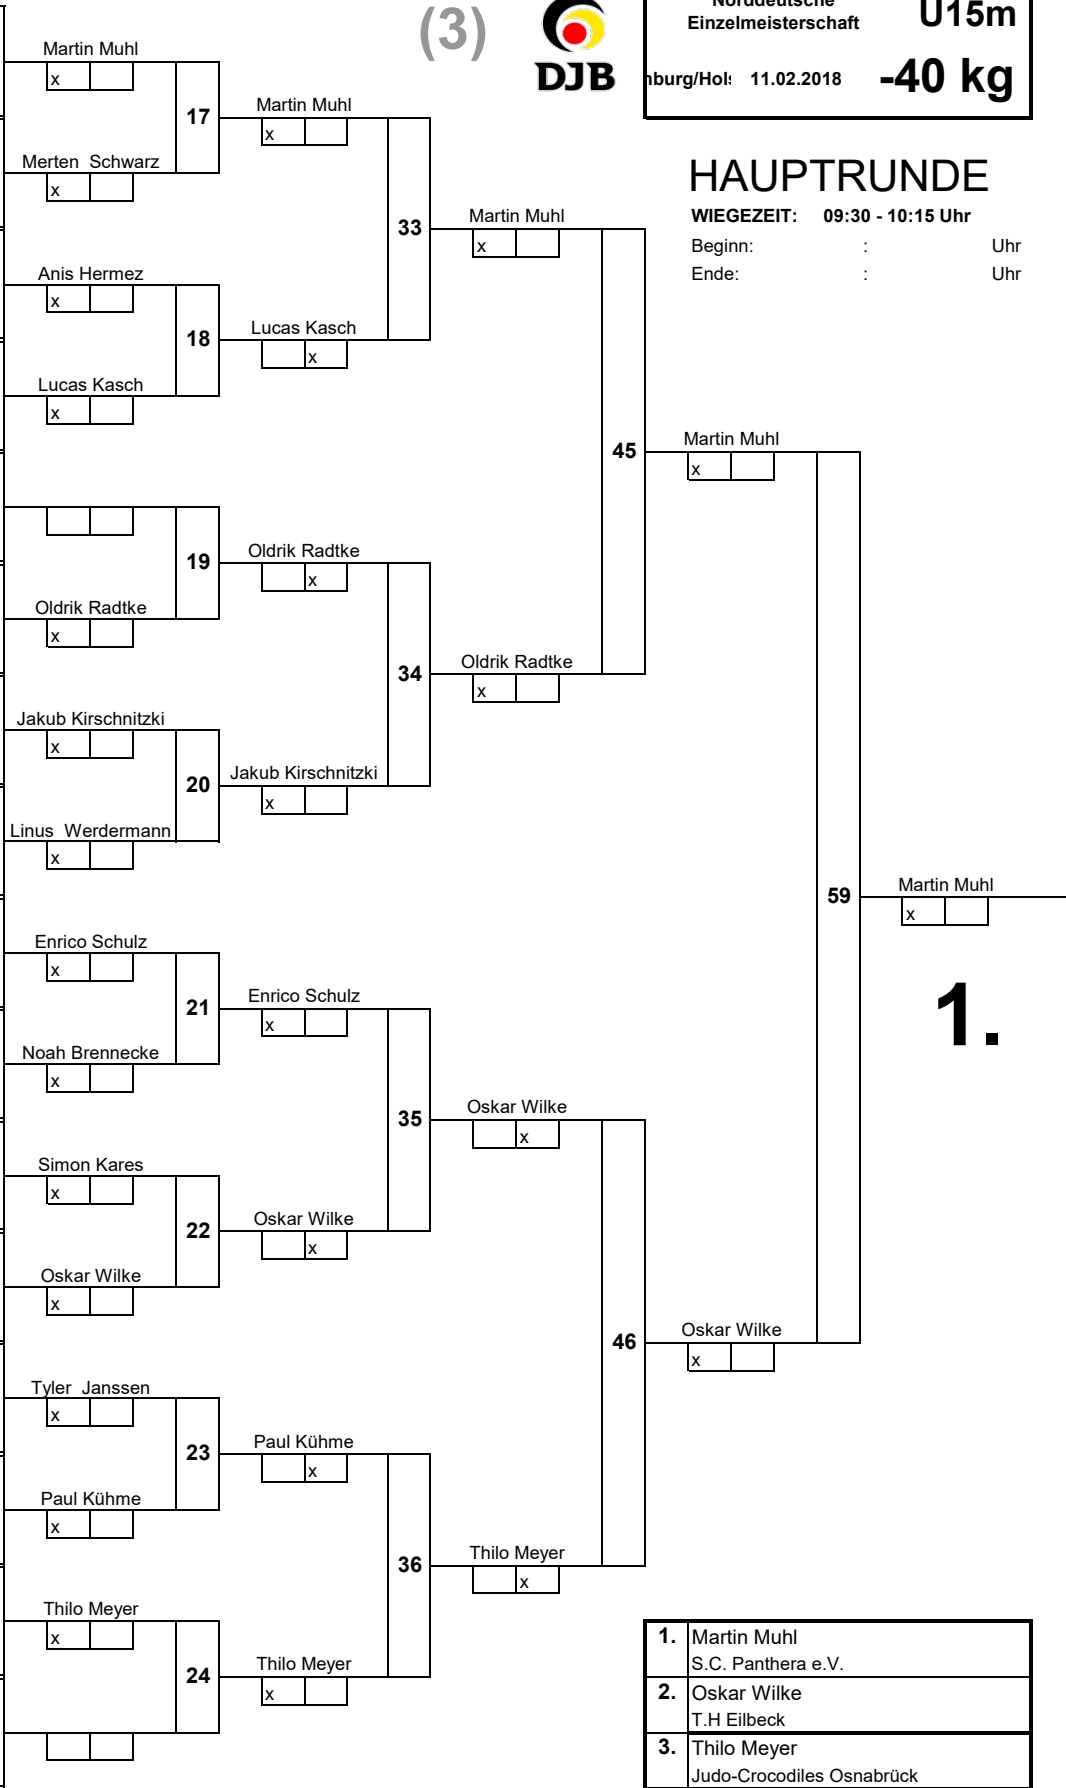 Norddeutsche
(3)
U15m
Einzelmeisterschaft
DJB
11.02.2018
-40 kg
Martin Muhl
x
17
Martin Muhl
x
Merten Schwarz
x
HAUPTRUNDE
WIEGEZEIT: 09:30 - 10:15 Uhr
Beginn: : Uhr
Ende: : Uhr
33
Martin Muhl
x
Anis Hermez
x
18
Lucas Kasch
x
Lucas Kasch
x
45
Martin Muhl
x
19
Oldrik Radtke
x
Oldrik Radtke
x
34
Oldrik Radtke
x
Jakub Kirschnitzki
x
20
Jakub Kirschnitzki
x
Linus Werdermann
x
59
Martin Muhl
x
1.
Enrico Schulz
x
21
Enrico Schulz
x
Noah Brennecke
x
35
Oskar Wilke
x
Simon Kares
x
22
Oskar Wilke
x
Oskar Wilke
x
46
Oskar Wilke
x
Tyler Janssen
x
23
Paul Kühme
x
Paul Kühme
x
36
Thilo Meyer
x
Thilo Meyer
x
24
Thilo Meyer
x
1. Martin Muhl
S.C. Panthera e.V.
2. Oskar Wilke
T.H Eilbeck
3. Thilo Meyer
Judo-Crocodiles Osnabrück